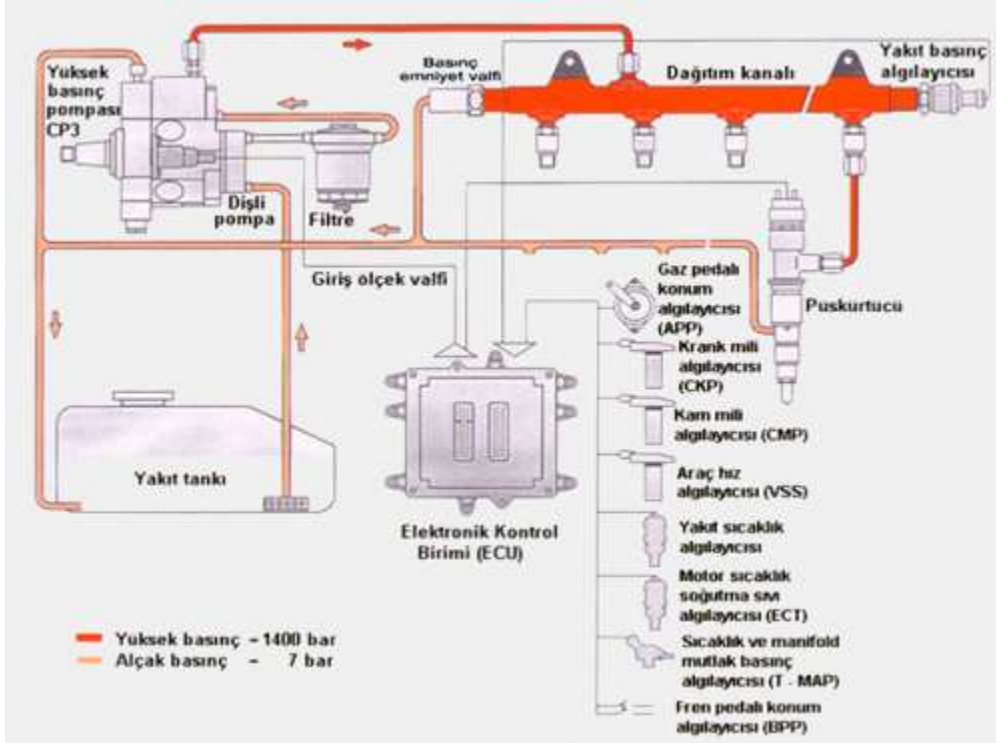 Yüksek
basınç
pompası
CP3
Basınç
emniyet valfi
Dağıtım kanalı
Yakıt basınç
algılayıcısı
Dişli
pompa
Filtre
Giriş ölçek valfi
Gaz pedalı
konum
algılayıcısı
(APP)
Püskürtücü
Krank mili
algılayıcısı
(CKP)
Kam mili
algılayıcısı (CMP)
Araç hız
algılayıcısı (VSS)
Yakıt tankı
Elektronik Kontrol
Birimi (ECU)
Yakıt sıcaklık
algılayıcısı
Motor sıcaklık
soğutma sıvı
algılayıcısı (ECT)
Sıcaklık ve manifold
mutlak basınç
algılayıcısı (T - MAP)
Fren pedalı konum
algılayıcısı (BPP)
Yüksek basınç - 1400 bar
Alçak basınç - 7 bar